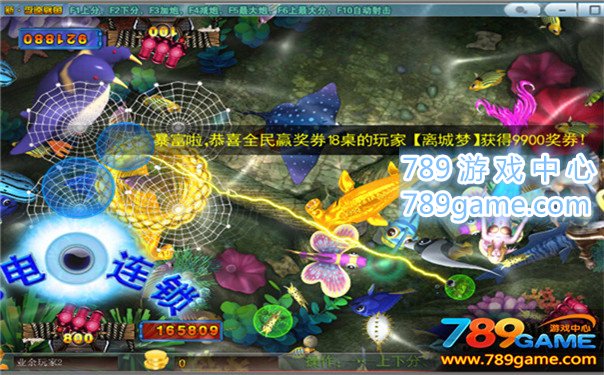 F1上分，F2下分，F3加炮，F4减炮，F5最大炮，F6上最大分，F10自动射击
921880
100
暴富啦,恭喜全民赢奖券18桌的玩家【离城梦】获得9900奖券!
789游戏中心
789game.com
电 连锁
800
165809
789GAME 游戏中心
www.789game.com
业余玩家2
0
上下分